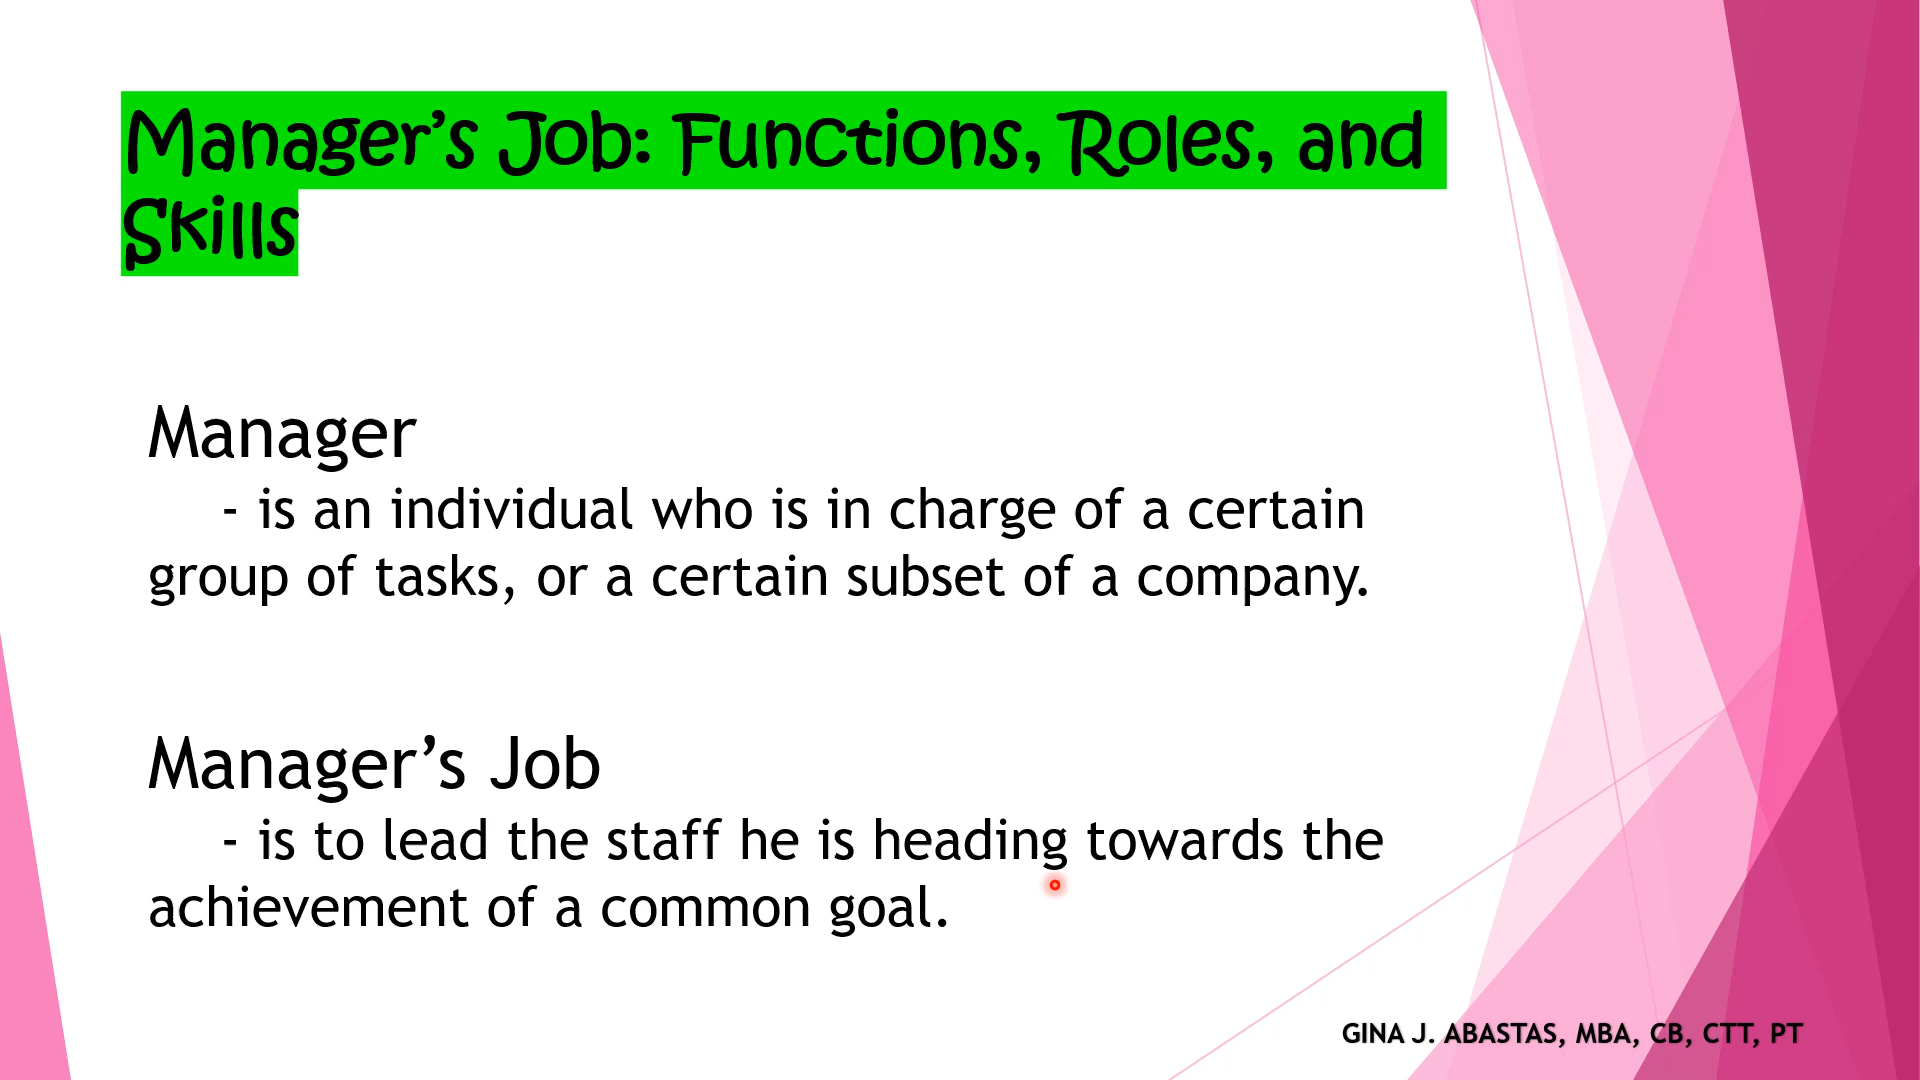 Manager’s Job: Functions, Roles, and
Skills
Manager
- is an individual who is in charge of a certain
group of tasks, or a certain subset of a company.
Manager’s Job
- is to lead the staff he is heading towards the
achievement of a common goal.
GINA J. ABASTAS, MBA, CB, CTT, PT